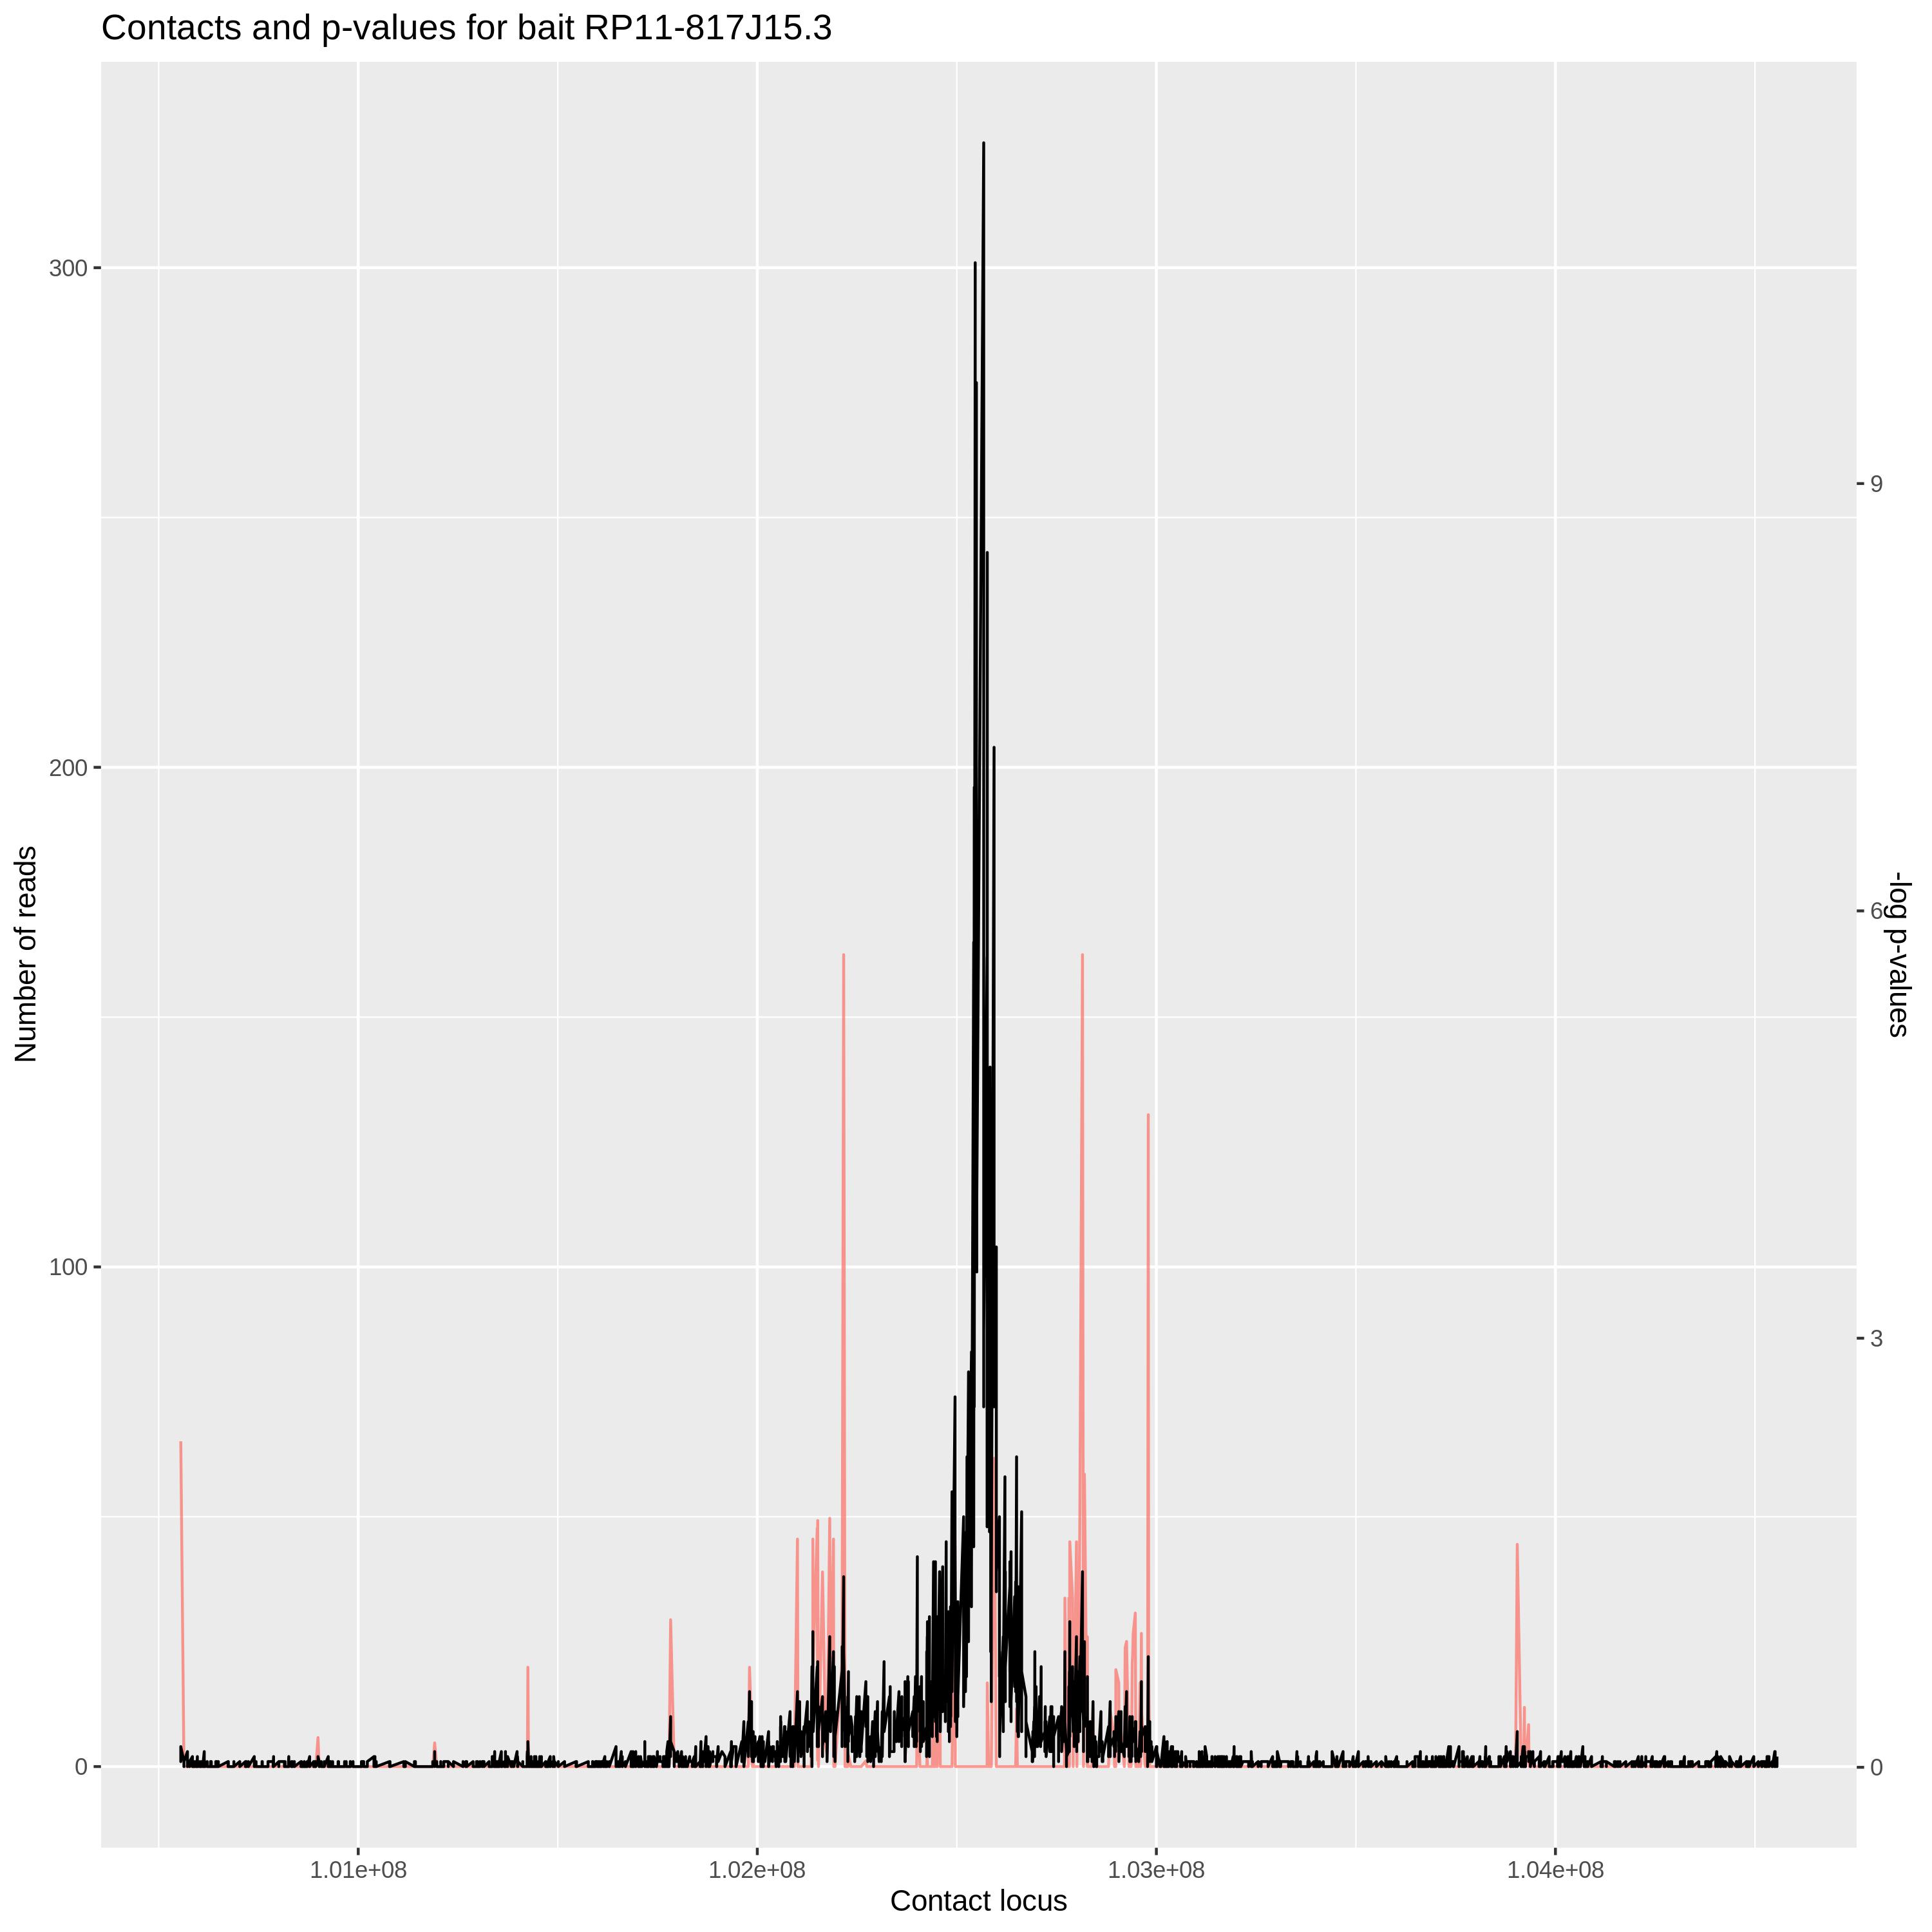 Contacts and p-values for bait RP11-817J15.3
300
200
100
0
9
6
3
0
Number of reads
-log p-values
1.01e+08
1.02e+08
1.03e+08
1.04e+08
Contact locus